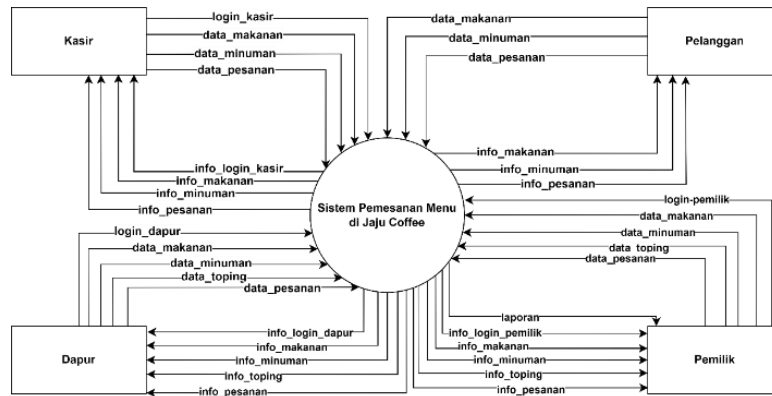 login_kasir
data_makanan
Kasir
data_minuman
data_pesanan
data_makanan
data_minuman
Pelanggan
data_pesanan
info_login_kasir
info_makanan
info_minuman
info_pesanan
info_makanan
info_minuman
info_pesanan
Sistem Pemesanan Menu
di Jaju Coffee
login_dapur
data_makanan
data_minuman
data_toping
data_pesanan
login-pemilik
data_makanan
data_minuman
data_toping
data_pesanan
Dapur
info_login_dapur
info_makanan
info_minuman
info_toping
info_pesanan
laporan
info_login_pemilik
info_makanan
info_minuman
info_toping
info_pesanan
Pemilik